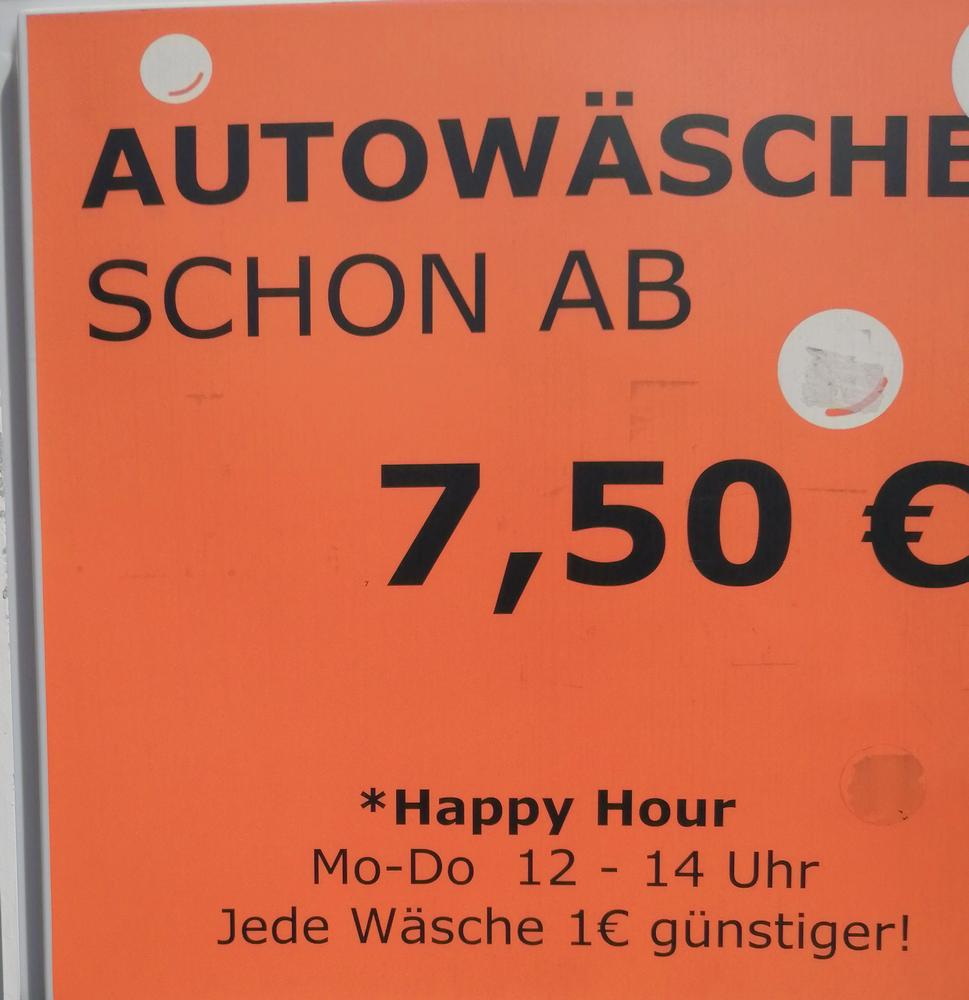 AUTOWÄSCHE
SCHON AB
7,50 €
*Happy Hour
Mo-Do 12 - 14 Uhr
Jede Wäsche 1€ günstiger!